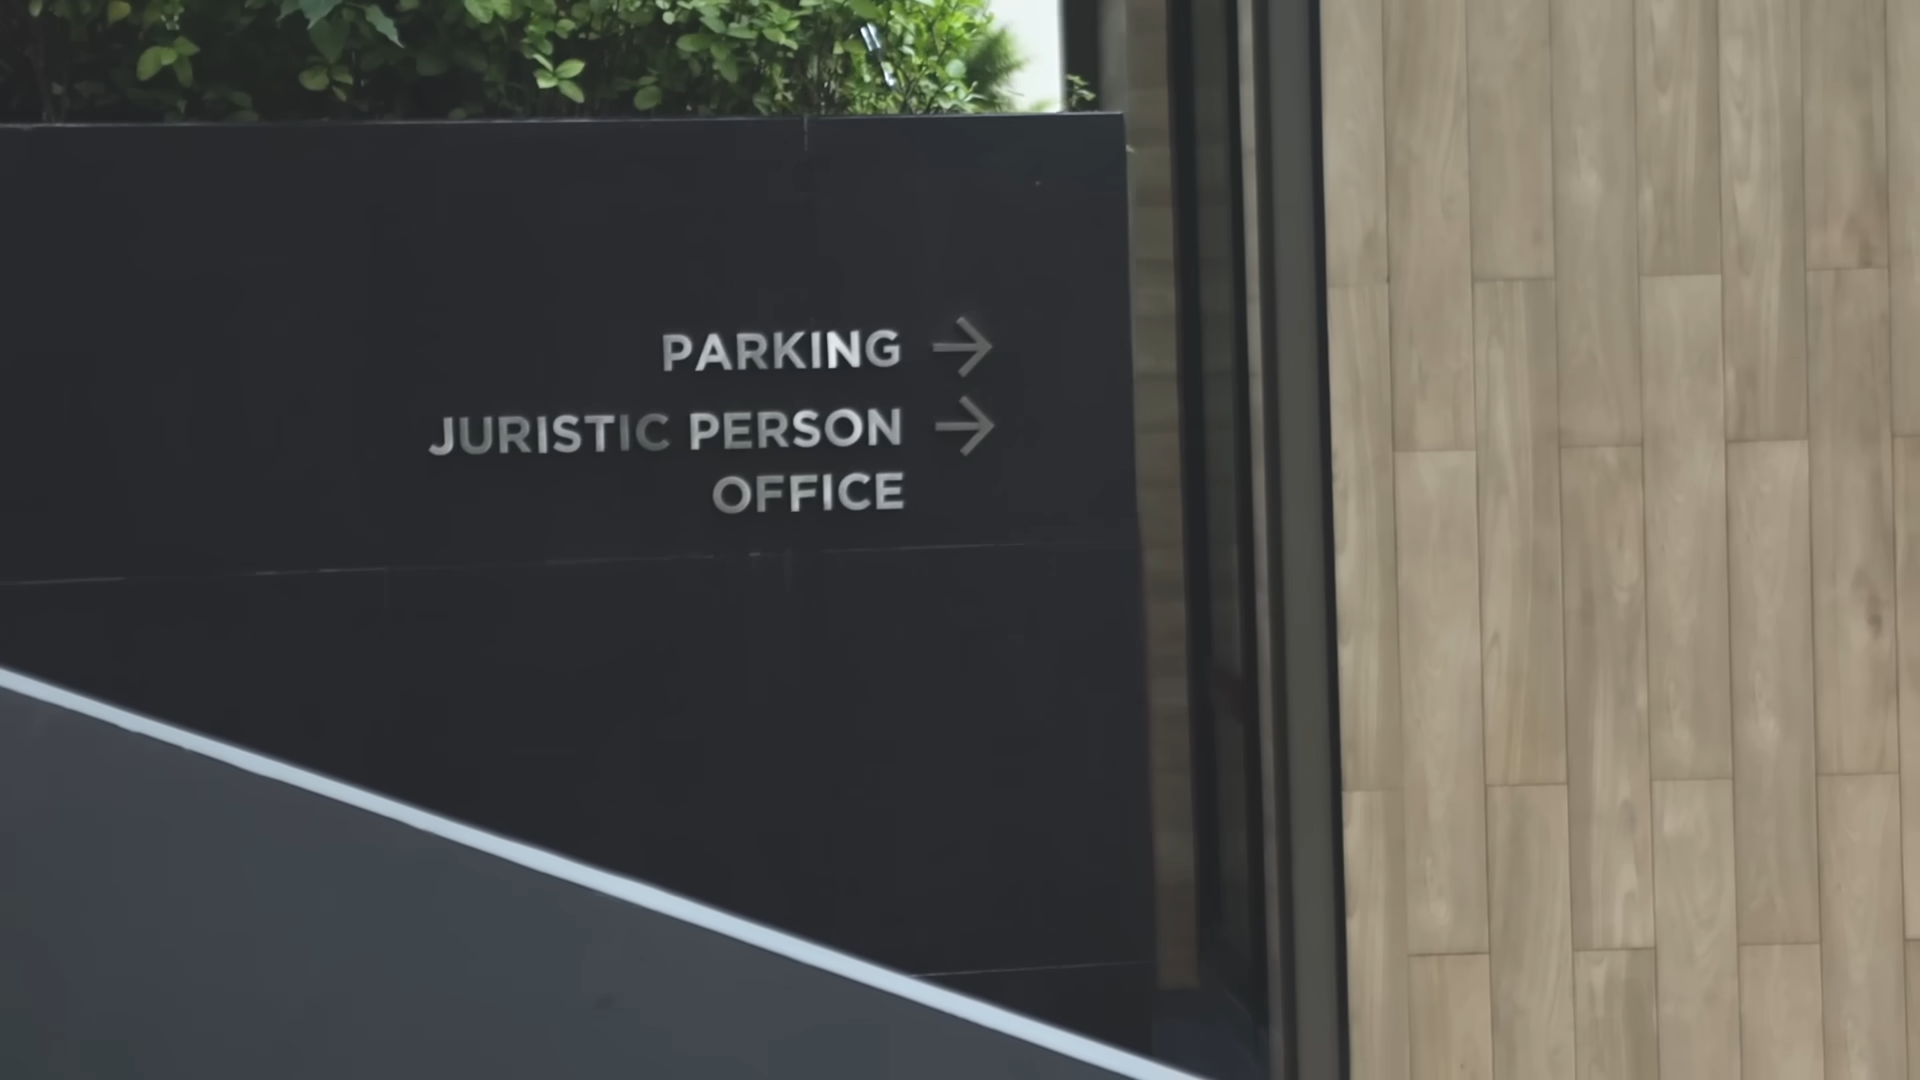 PARKING →
JURISTIC PERSON →
OFFICE